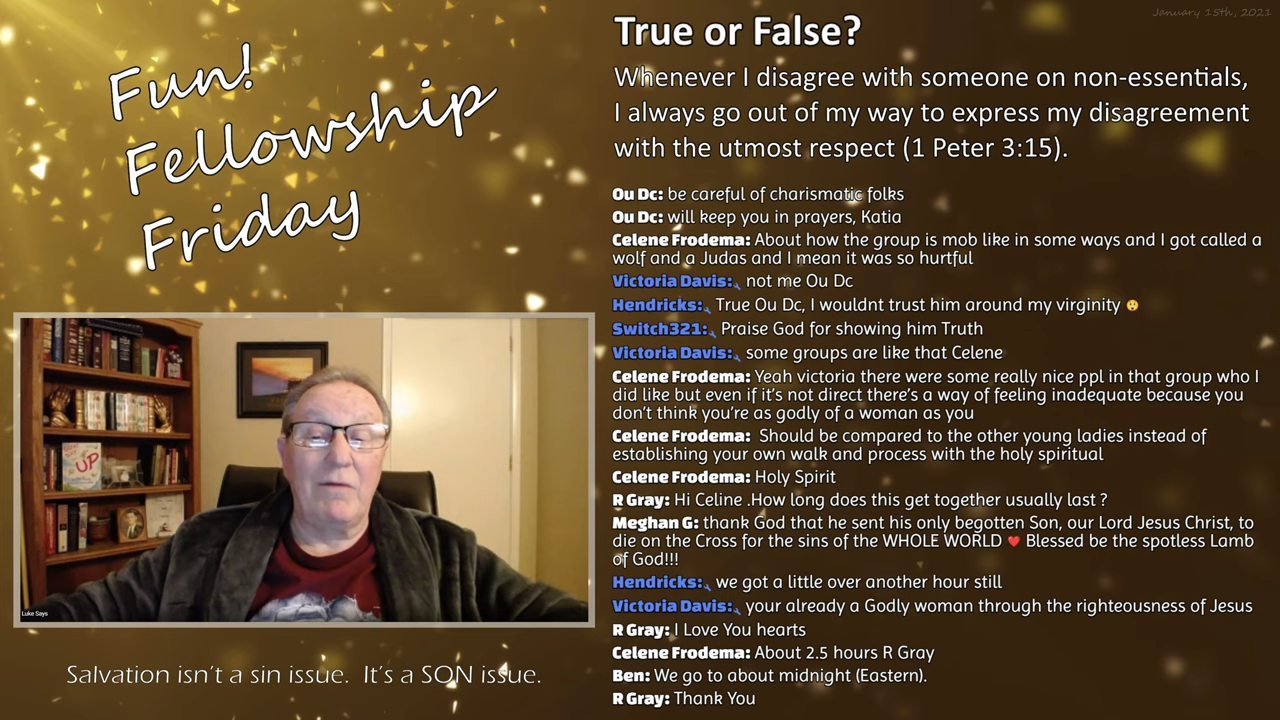 January 15th, 2021
Fun!
Fellowship
Friday
True or False?
Whenever I disagree with someone on non-essentials,
I always go out of my way to express my disagreement
with the utmost respect (1 Peter 3:15).
Ou Dc: be careful of charismatic folks
Ou Dc: will keep you in prayers, Katia
Celene Frodema: About how the group is mob like in some ways and I got called a
wolf and a Judas and I mean it was so hurtful
Victoria Davis: not me Ou Dc
Hendricks: True Ou Dc, I wouldnt trust him around my virginity 😲
Switch321: Praise God for showing him Truth
Victoria Davis: some groups are like that Celene
Celene Frodema: Yeah victoria there were some really nice ppl in that group who I
did like but even if it's not direct there's a way of feeling inadequate because you
don't think you're as godly of a woman as you
Celene Frodema: Should be compared to the other young ladies instead of
establishing your own walk and process with the holy spiritual
Celene Frodema: Holy Spirit
R Gray: Hi Celine .How long does this get together usually last ?
Meghan G: thank God that he sent his only begotten Son, our Lord Jesus Christ, to
die on the Cross for the sins of the WHOLE WORLD ❤️ Blessed be the spotless Lamb
of God!!!
Hendricks: we got a little over another hour still
Victoria Davis: your already a Godly woman through the righteousness of Jesus
R Gray: I Love You hearts
Celene Frodema: About 2.5 hours R Gray
Ben: We go to about midnight (Eastern).
R Gray: Thank You
UP
Luke Says
Salvation isn't a sin issue. It's a SON issue.